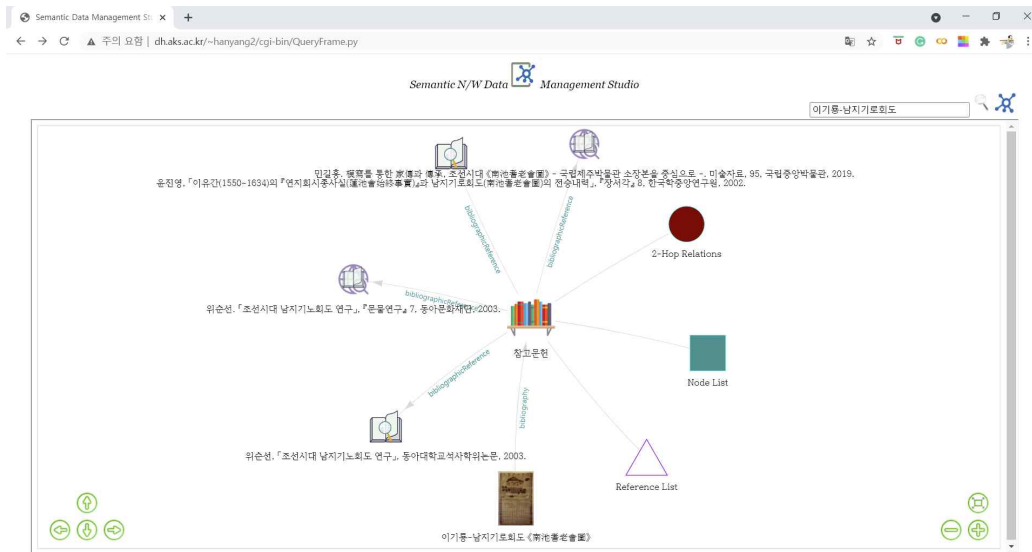 Semantic Data Management St
주의 요함 | dh.aks.ac.kr/~hanyang2/cgi-bin/QueryFrame.py
Semantic N/W Data Management Studio
이기룡-남지기로회도
민길홍, 模寫를 통한 家傳과 傳承, 조선시대 《南池耆老會圖》 - 국립제주박물관 소장본을 중심으로 -, 미술자료, 95, 국립중앙박물관, 2019.
윤진영, 「이유간(1550-1634)의 『연지회시종사실(蓮池會始終事實)』과 남지기로회도(南池耆老會圖)의 전승내력」, 『장서각』 8, 한국학중앙연구원, 2002.
bibliographicReference
bibliographicReference
2-Hop Relations
bibliographicReference
위순선, 「조선시대 남지기노회도 연구」, 『문물연구』 7, 동아문화재단, 2003.
참고문헌
bibliographicReference
Node List
bibliography
위순선, 「조선시대 남지기노회도 연구」, 동아대학교석사학위논문, 2003.
Reference List
이기룡-남지기로회도 《南池耆老會圖》